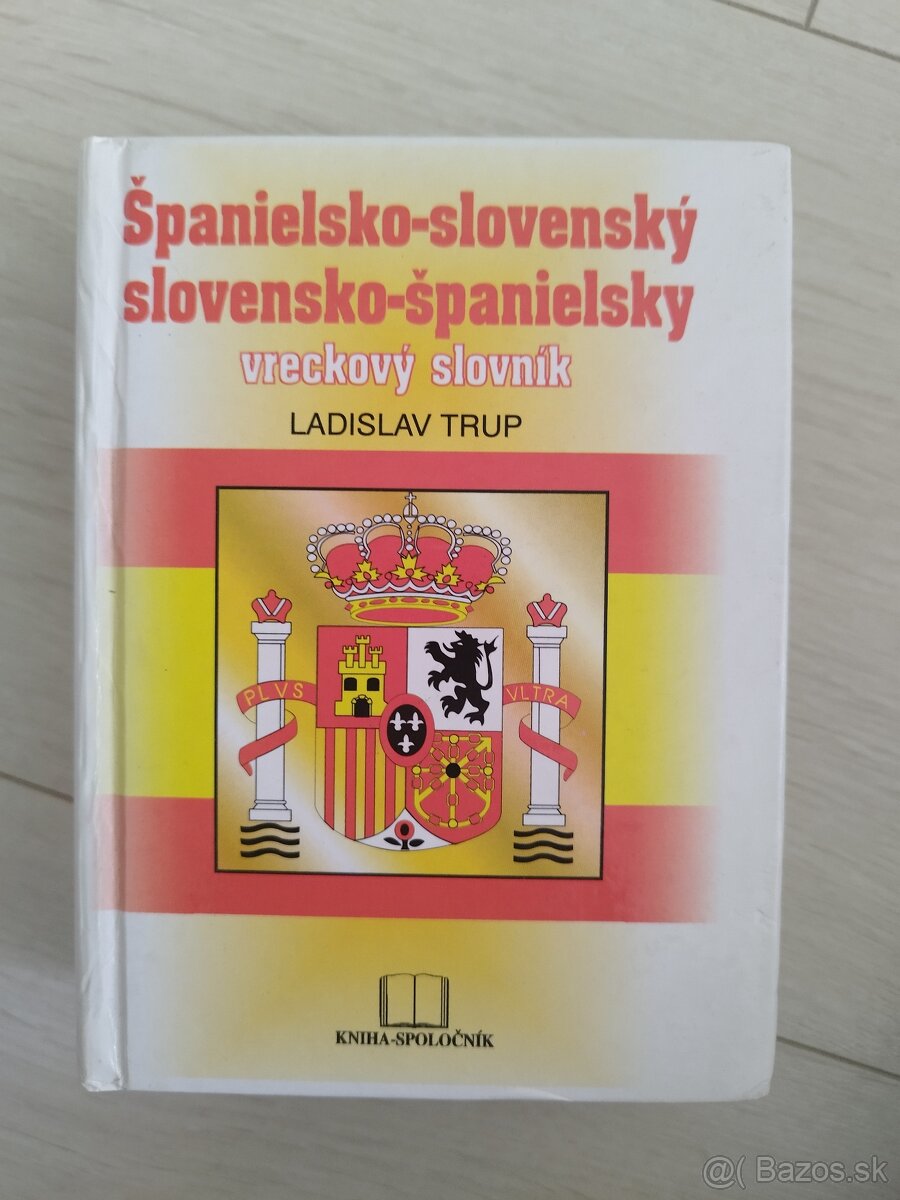 Španielsko-slovenský
slovensko-španielsky
vreckový slovník
LADISLAV TRUP
PLVS VLTRA
KNIHA-SPOLOČNÍK
@( Bazos.sk